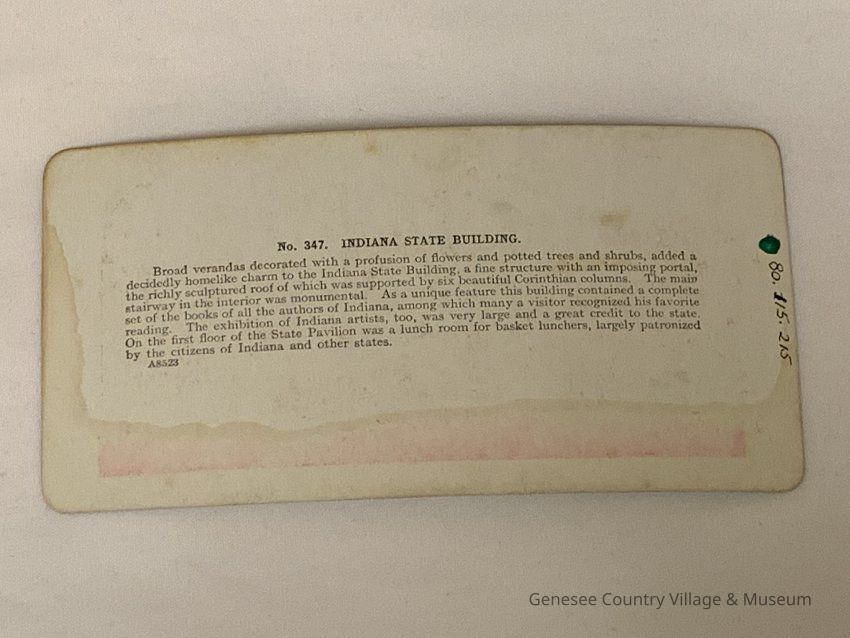 No. 347. INDIANA STATE BUILDING.
Broad verandas decorated with a profusion of flowers and potted trees and shrubs, added a
decidedly homelike charm to the Indiana State Building, a fine structure with an imposing portal,
the richly sculptured roof of which was supported by six beautiful Corinthian columns. The main
stairway in the interior was monumental. As a unique feature this building contained a complete
set of the books of all the authors of Indiana, among which many a visitor recognized his favorite
reading. The exhibition of Indiana artists, too, was very large and a great credit to the state.
On the first floor of the State Pavilion was a lunch room for basket lunchers, largely patronized
by the citizens of Indiana and other states.
A8523
80.115.215
Genesee Country Village & Museum